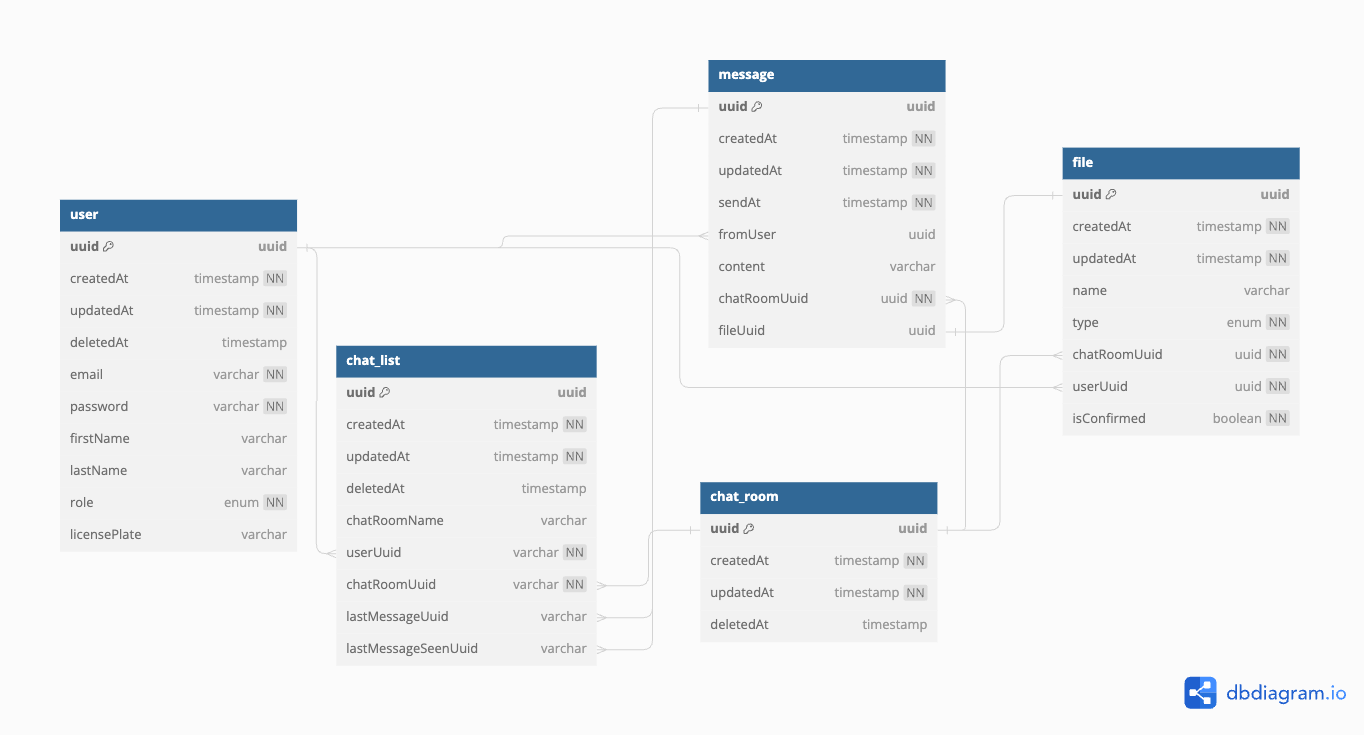 user
uuid uuid
createdAt timestamp NN
updatedAt timestamp NN
deletedAt timestamp
email varchar NN
password varchar NN
firstName varchar
lastName varchar
role enum NN
licensePlate varchar
chat_list
uuid uuid
createdAt timestamp NN
updatedAt timestamp NN
deletedAt timestamp
chatRoomName varchar
userUuid varchar NN
chatRoomUuid varchar NN
lastMessageUuid varchar
lastMessageSeenUuid varchar
message
uuid uuid
createdAt timestamp NN
updatedAt timestamp NN
sendAt timestamp NN
fromUser uuid
content varchar
chatRoomUuid uuid NN
fileUuid uuid
chat_room
uuid uuid
createdAt timestamp NN
updatedAt timestamp NN
deletedAt timestamp
file
uuid uuid
createdAt timestamp NN
updatedAt timestamp NN
name varchar
type enum NN
chatRoomUuid uuid NN
userUuid uuid NN
isConfirmed boolean NN
dbdiagram.io